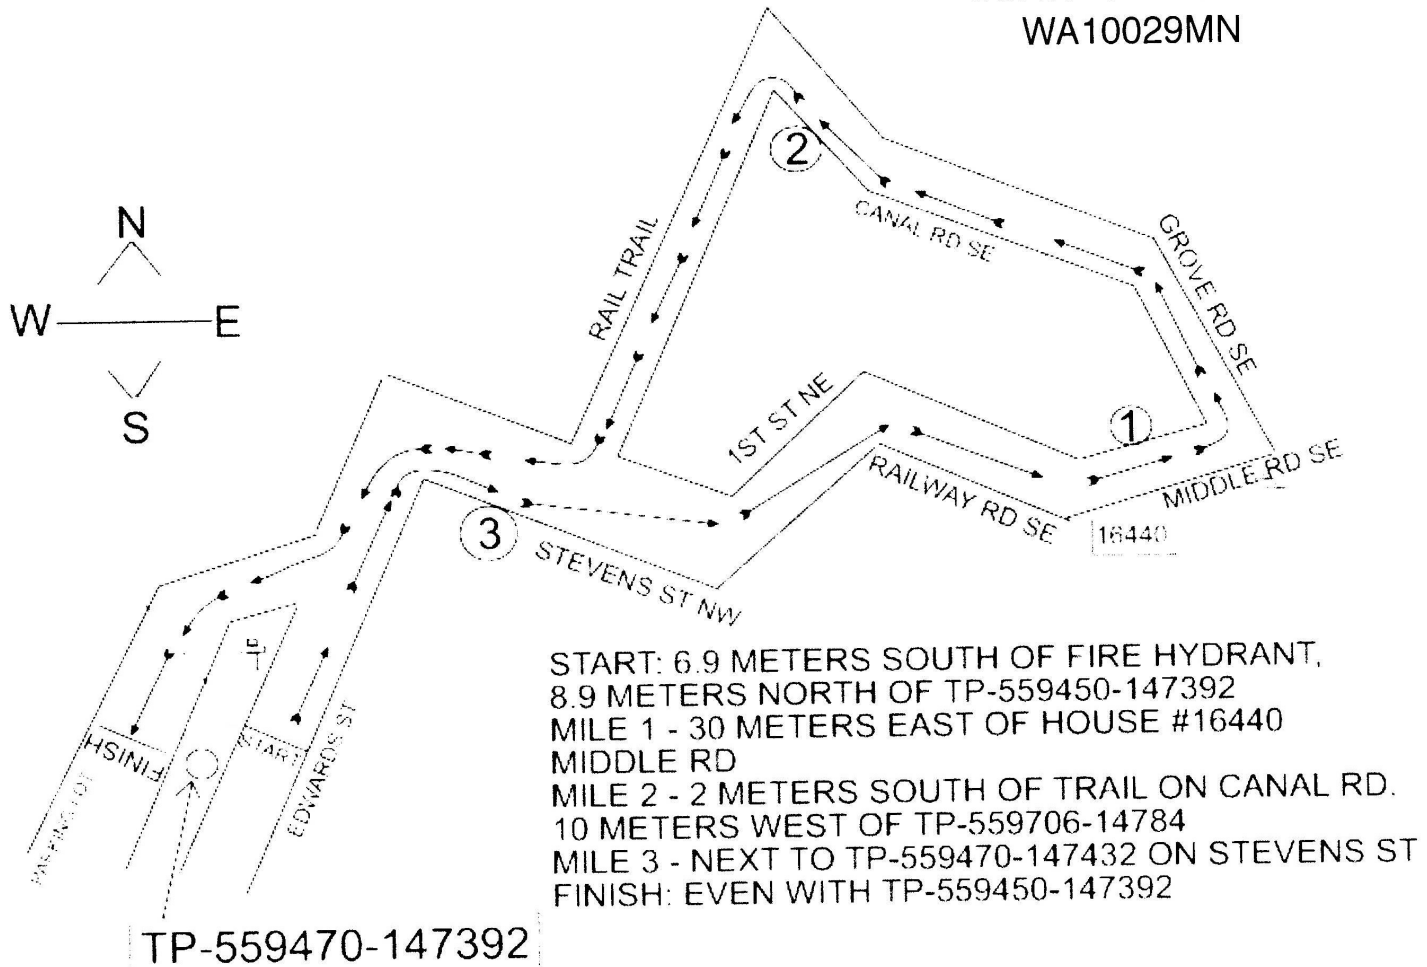 WA10029MN
2
N
W E
S
RAIL TRAIL
CANAL RD SE
GROVE RD SE
1ST ST NE
1
RAILWAY RD SE
MIDDLE RD SE
16440
3
STEVENS ST NW
START: 6.9 METERS SOUTH OF FIRE HYDRANT,
8.9 METERS NORTH OF TP-559450-147392
MILE 1 - 30 METERS EAST OF HOUSE #16440
MIDDLE RD
MILE 2 - 2 METERS SOUTH OF TRAIL ON CANAL RD.
10 METERS WEST OF TP-559706-14784
MILE 3 - NEXT TO TP-559470-147432 ON STEVENS ST
FINISH: EVEN WITH TP-559450-147392
START
FINISH
EDWARDS ST
PARKING LOT
TP-559470-147392